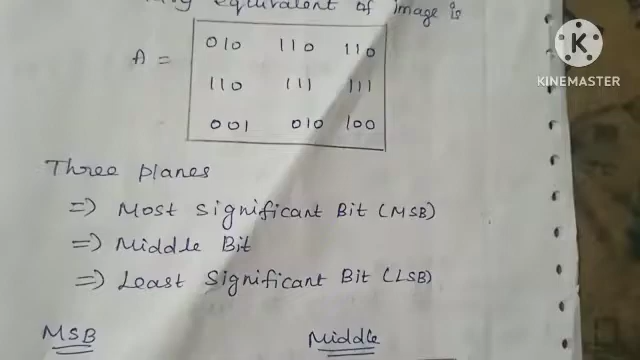 equivalent of image is
A =
010 110 110
110 111 111
001 010 100
Three planes
=> Most Significant Bit (MSB)
=> Middle Bit
=> Least Significant Bit (LSB)
MSB Middle
K
KINEMASTER